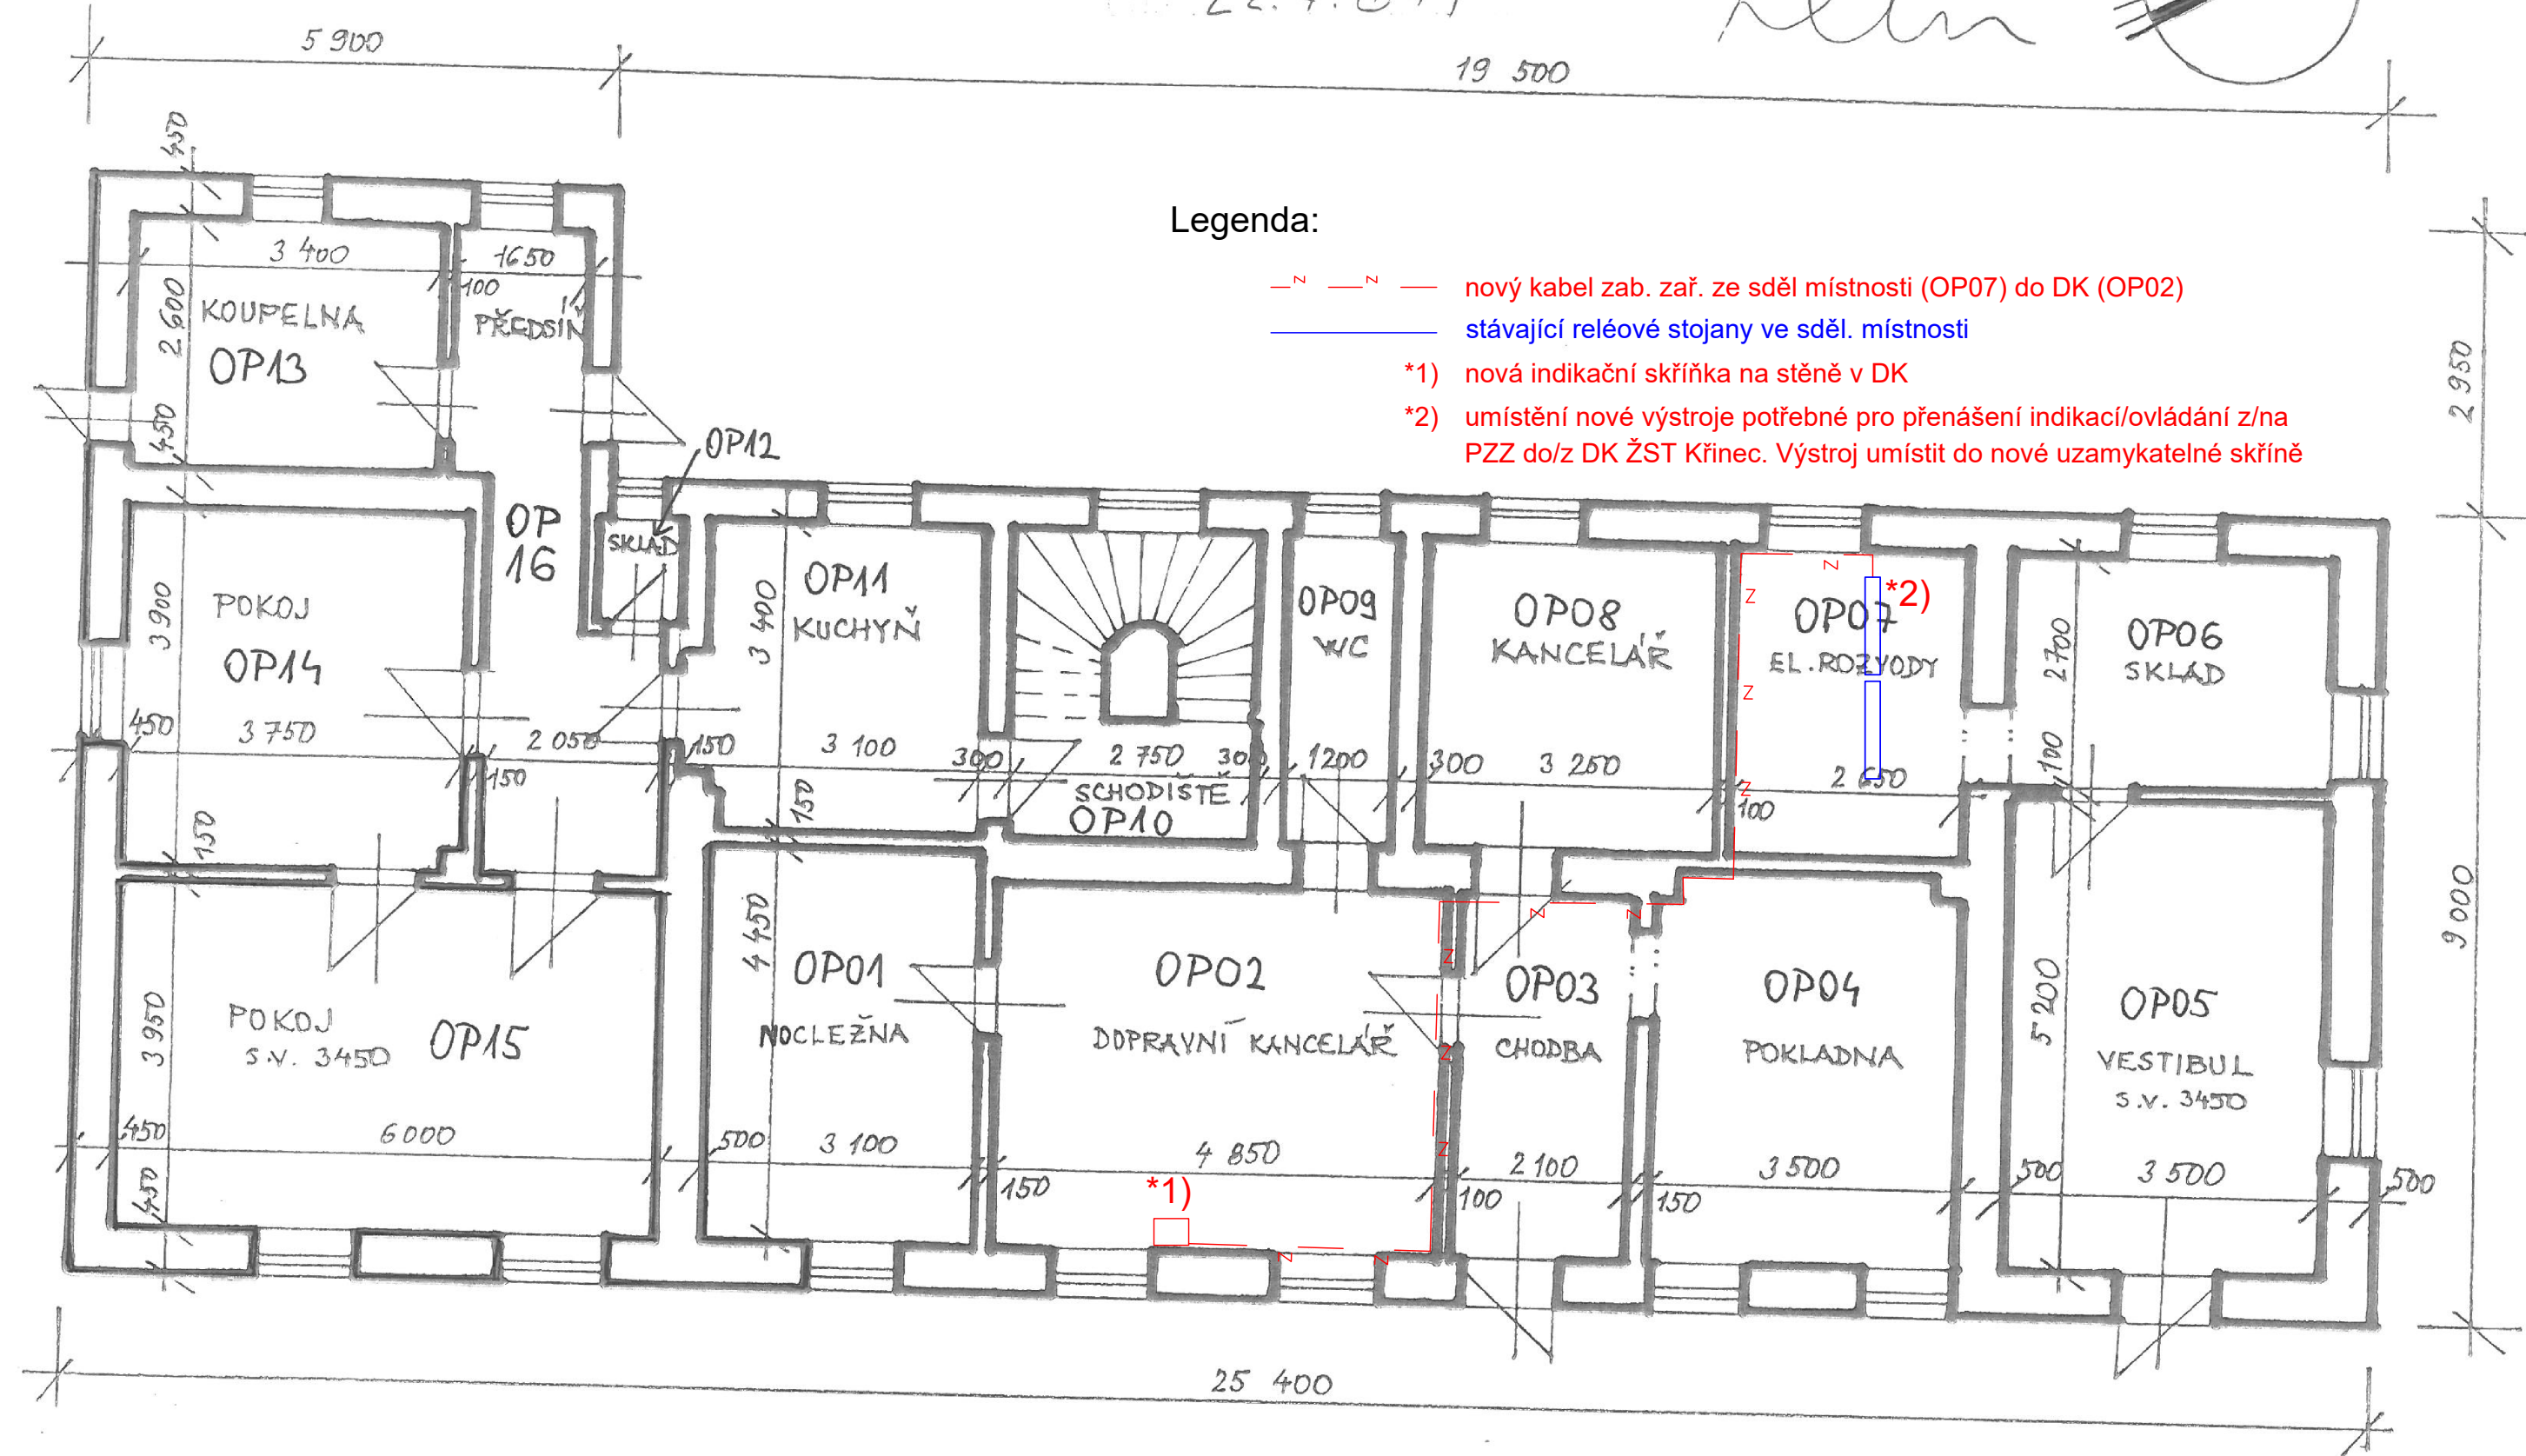 5 900
19 500
450
Legenda:
3 400
1650
100
2 600
KOUPELNA
OP13
PŘEDSÍŇ
nový kabel zab. zař. ze sděl místnosti (OP07) do DK (OP02)
stávající reléové stojany ve sděl. místnosti
*1) nová indikační skříňka na stěně v DK
*2) umístění nové výstroje potřebné pro přenášení indikací/ovládání z/na
PZZ do/z DK ŽST Křinec. Výstroj umístit do nové uzamykatelné skříně
2 950
450
OP12
OP
16
SKLAD
OP11
KUCHYŇ
3 400
OP09
WC
OP08
KANCELÁŘ
OP07
EL. ROZVODY
*2)
OP06
SKLAD
2700
100
POKOJ
OP14
3 900
450
3 750
2 050
150
150
3 100
300
2 750
300
1200
300
3 250
100
2 650
SCHODIŠTĚ
OP10
150
150
9 000
4 450
OP01
NOCLEŽNA
OP02
DOPRAVNÍ KANCELÁŘ
OP03
CHODBA
OP04
POKLADNA
5 200
OP05
VESTIBUL
S.V. 3450
3 950
POKOJ
S.V. 3450
OP15
450
6000
500
3 100
150
4 850
100
2 100
150
3 500
500
3 500
500
450
*1)
25 400